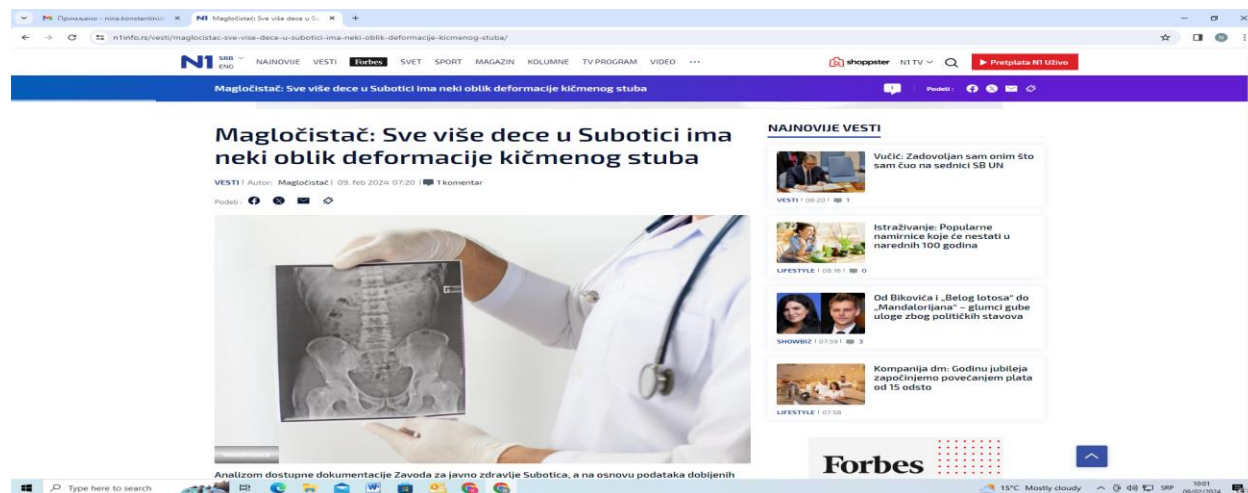 Примљено - nina.konstantinic
N1 Magločistač: Sve više dece u Su
n1info.rs/vesti/maglocistac-sve-vise-dece-u-subotici-ima-neki-oblik-deformacije-kicmenog-stuba/
N1 SRB ENG NAJNOVIJE VESTI Forbes SVET SPORT MAGAZIN KOLUMNE TV PROGRAM VIDEO ... shoppster N1 TV Pretplata N1 Uživo
Magločistač: Sve više dece u Subotici ima neki oblik deformacije kičmenog stuba 1 Podeli:
Magločistač: Sve više dece u Subotici ima
neki oblik deformacije kičmenog stuba
VESTI | Autor: Magločistač | 09. feb 2024 07:20 | 1 komentar
Podeli:
Analizom dostupne dokumentacije Zavoda za javno zdravlje Subotica, a na osnovu podataka dobijenih
NAJNOVIJE VESTI
Vučić: Zadovoljan sam onim što
sam čuo na sednici SB UN
VESTI | 08:20 | 1
Istraživanje: Popularne
namirnice koje će nestati u
narednih 100 godina
LIFESTYLE | 08:16 | 0
Od Bikovića i „Belog lotosa“ do
„Mandalorijana“ – glumci gube
uloge zbog političkih stavova
SHOWBIZ | 07:59 | 3
Kompanija dm: Godinu jubileja
započinjemo povećanjem plata
od 15 odsto
LIFESTYLE | 07:58
Forbes
Type here to search
15°C Mostly cloudy SRP 10:01
09/02/2024